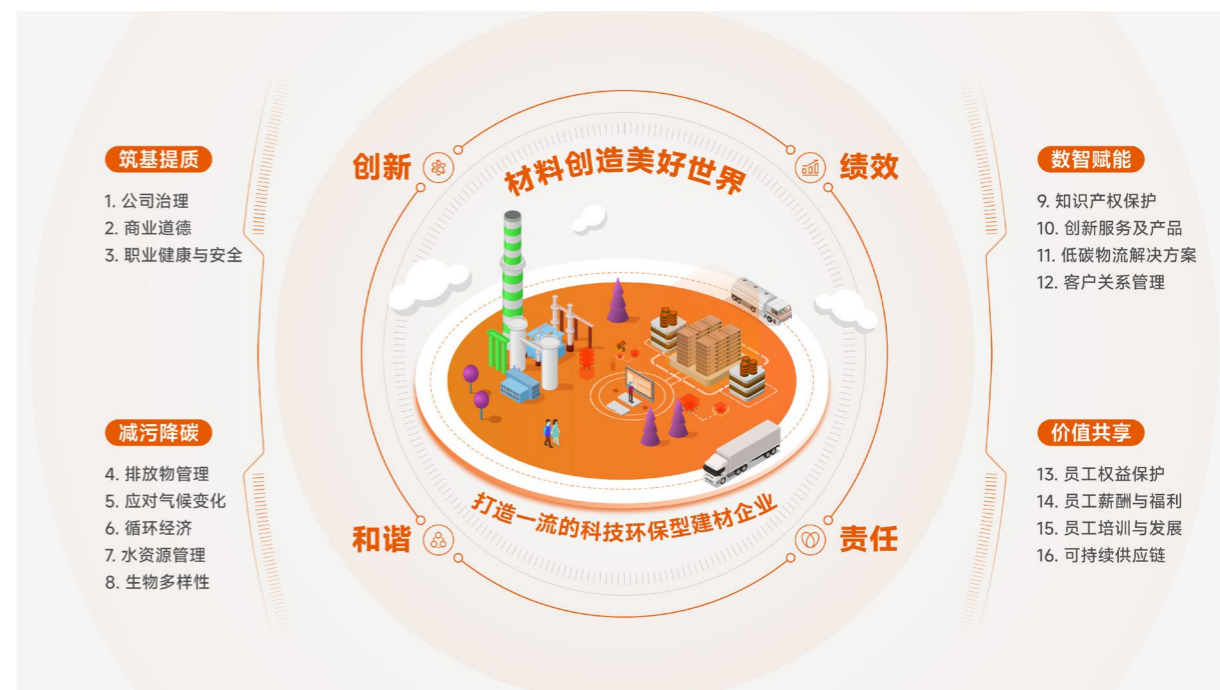 筑基提质
1. 公司治理
2. 商业道德
3. 职业健康与安全
减污降碳
4. 排放物管理
5. 应对气候变化
6. 循环经济
7. 水资源管理
8. 生物多样性
创新
绩效
材料创造美好世界
打造一流的科技环保型建材企业
和谐
责任
数智赋能
9. 知识产权保护
10. 创新服务及产品
11. 低碳物流解决方案
12. 客户关系管理
价值共享
13. 员工权益保护
14. 员工薪酬与福利
15. 员工培训与发展
16. 可持续供应链